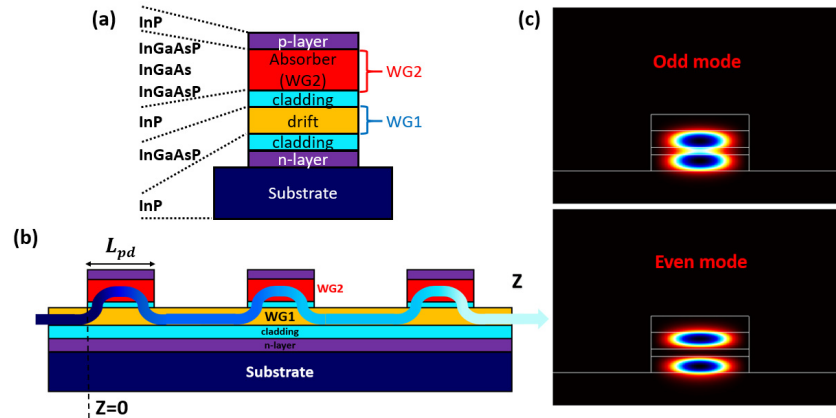 (a)
InP
InGaAsP
InGaAs
InGaAsP
InP
InGaAsP
InP
p-layer
Absorber
(WG2)
cladding
drift
cladding
n-layer
Substrate
WG2
WG1
(b)
L_pd
WG2
Z
WG1
cladding
n-layer
Substrate
Z=0
(c)
Odd mode
Even mode